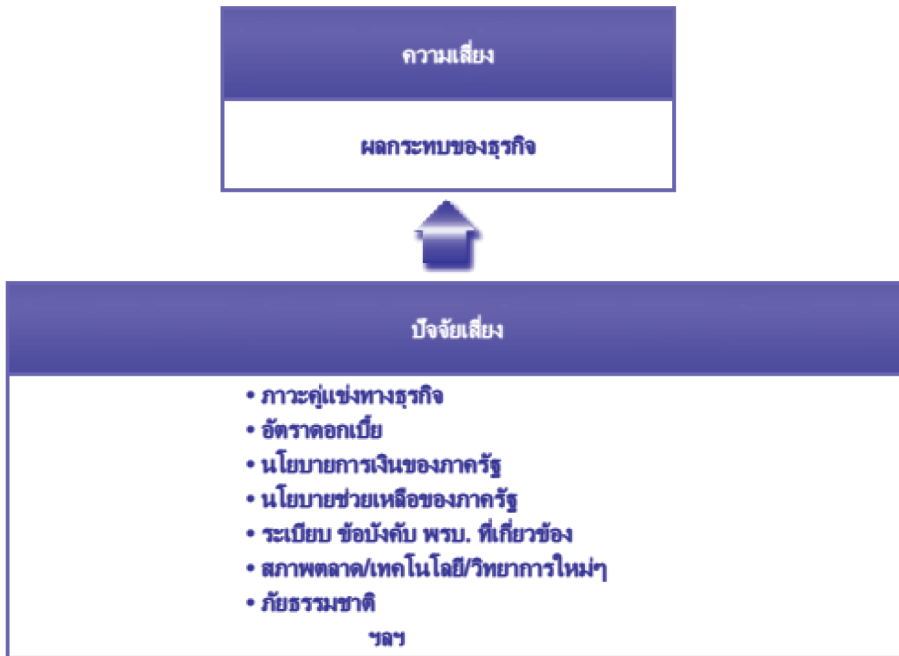 ความเสี่ยง
ผลกระทบของธุรกิจ
ปัจจัยเสี่ยง
• ภาวะคู่แข่งทางธุรกิจ
• อัตราดอกเบี้ย
• นโยบายการเงินของภาครัฐ
• นโยบายช่วยเหลือของภาครัฐ
• ระเบียบ ข้อบังคับ พรบ. ที่เกี่ยวข้อง
• สภาพตลาด/เทคโนโลยี/วิทยาการใหม่ๆ
• ภัยธรรมชาติ
ฯลฯ